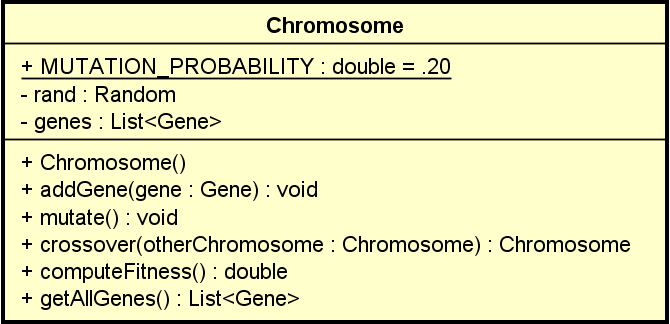 Chromosome
+ MUTATION_PROBABILITY : double = .20
- rand : Random
- genes : List<Gene>
+ Chromosome()
+ addGene(gene : Gene) : void
+ mutate() : void
+ crossover(otherChromosome : Chromosome) : Chromosome
+ computeFitness() : double
+ getAllGenes() : List<Gene>